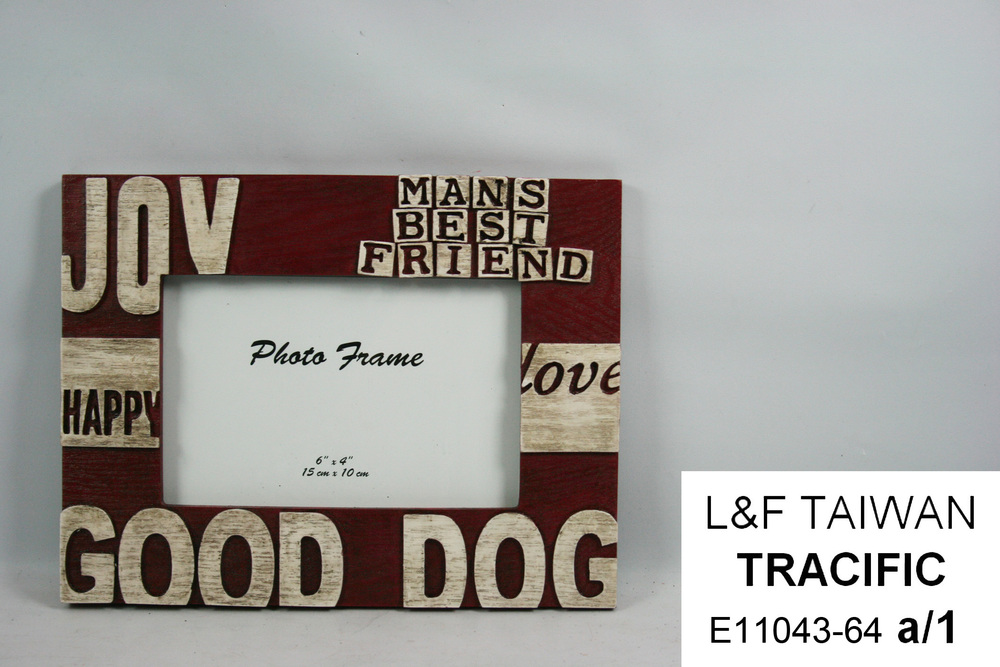 JOY
MANS
BEST
FRIEND
Photo Frame
love
HAPPY
6" x 4"
15 cm x 10 cm
GOOD DOG
L&F TAIWAN
TRACIFIC
E11043-64 a/1